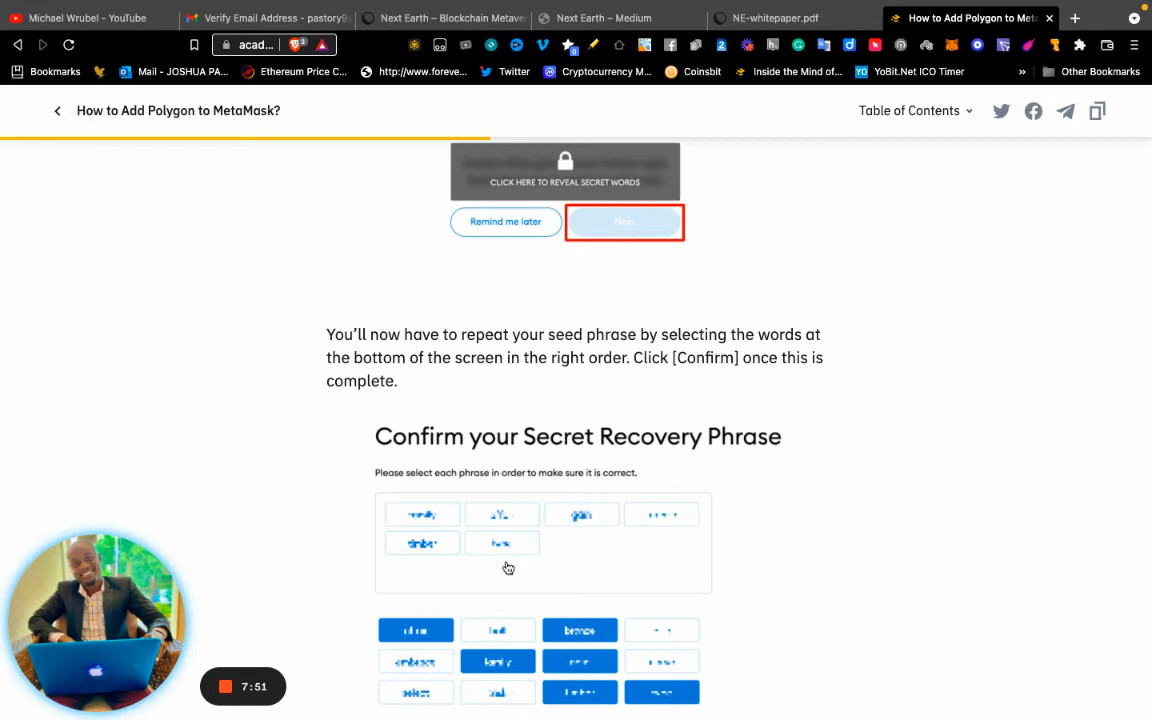 Michael Wrubel - YouTube
Verify Email Address - pastory9
Next Earth – Blockchain Metaver
Next Earth – Medium
NE-whitepaper.pdf
How to Add Polygon to Meta
acad...
Bookmarks
Mail - JOSHUA PA...
Ethereum Price C...
http://www.foreve...
Twitter
Cryptocurrency M...
Coinsbit
Inside the Mind of...
YO YoBit.Net ICO Timer
»
Other Bookmarks
How to Add Polygon to MetaMask?
Table of Contents
CLICK HERE TO REVEAL SECRET WORDS
Remind me later
Next
You'll now have to repeat your seed phrase by selecting the words at
the bottom of the screen in the right order. Click [Confirm] once this is
complete.
Confirm your Secret Recovery Phrase
Please select each phrase in order to make sure it is correct.
7:51